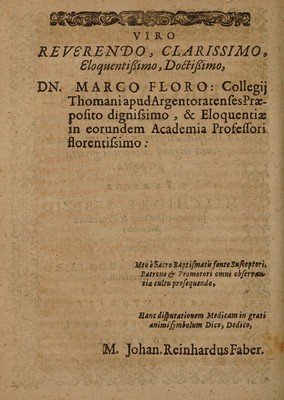 VIRO
REVERENDO, CLARISSIMO,
Eloquentißimo, Doctißimo,
DN. MARCO FLORO: Collegij
Thomani apud Argentoratenses Præ-
posito dignissimo, & Eloquentiæ
in eorundem Academia Professori
florentissimo:
Meo è Sacro Baptismatis fonte Susceptori,
Patrono & Promotori omni observan-
tiæ cultu prosequendo,
Hanc disputationem Medicam in grati
animi symbolum Dico, Dedico,
M. Johan. Reinhardus Faber.